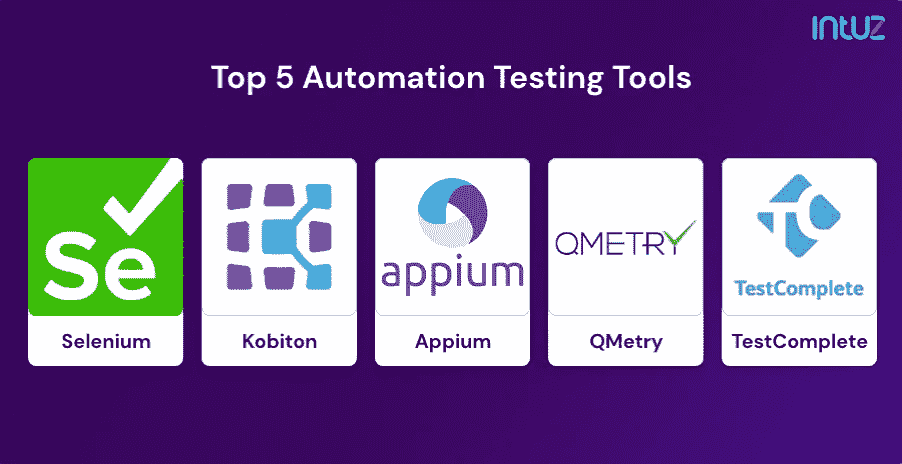 INTUZ
Top 5 Automation Testing Tools
Se
appium
QMETRY
TestComplete
Selenium
Kobiton
Appium
QMetry
TestComplete